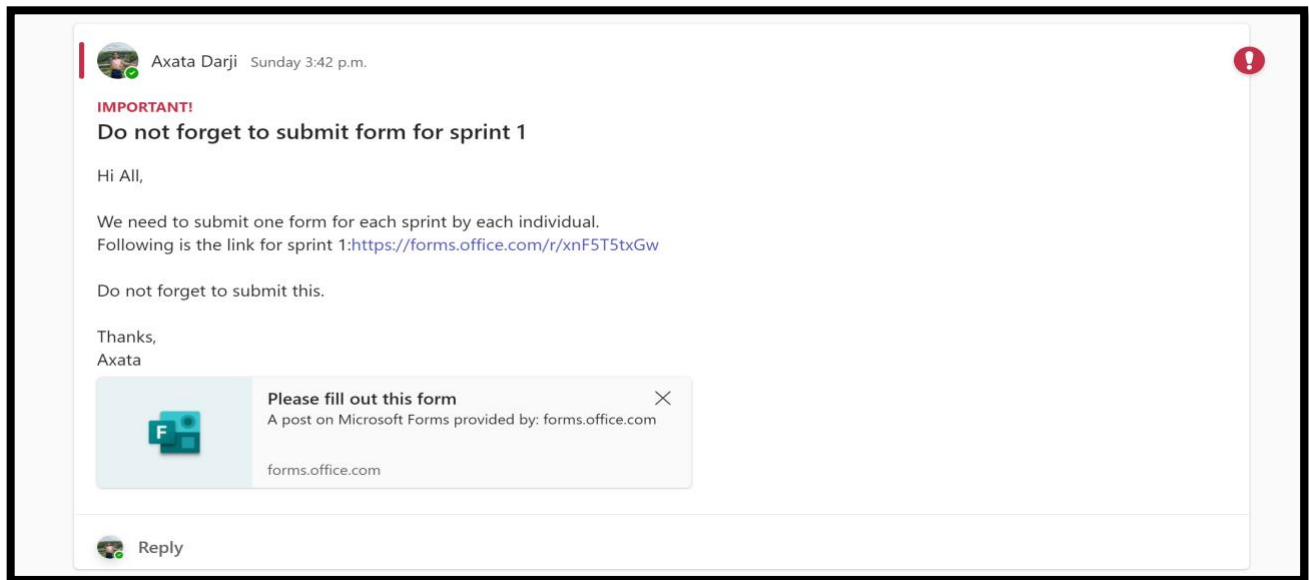 Axata Darji Sunday 3:42 p.m.
IMPORTANT!
Do not forget to submit form for sprint 1
Hi All,
We need to submit one form for each sprint by each individual.
Following is the link for sprint 1:https://forms.office.com/r/xnF5T5txGw
Do not forget to submit this.
Thanks,
Axata
Please fill out this form
A post on Microsoft Forms provided by: forms.office.com
F
forms.office.com
Reply